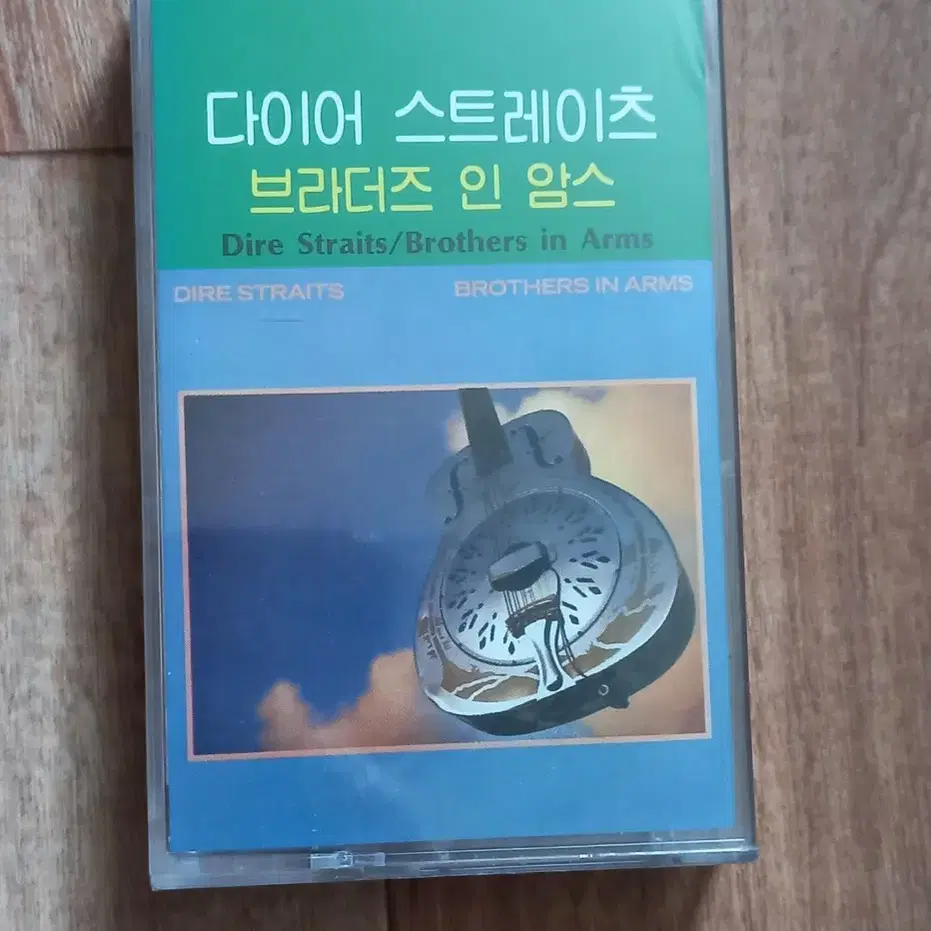 다이어 스트레이츠
브라더즈 인 암스
Dire Straits/Brothers in Arms
DIRE STRAITS BROTHERS IN ARMS